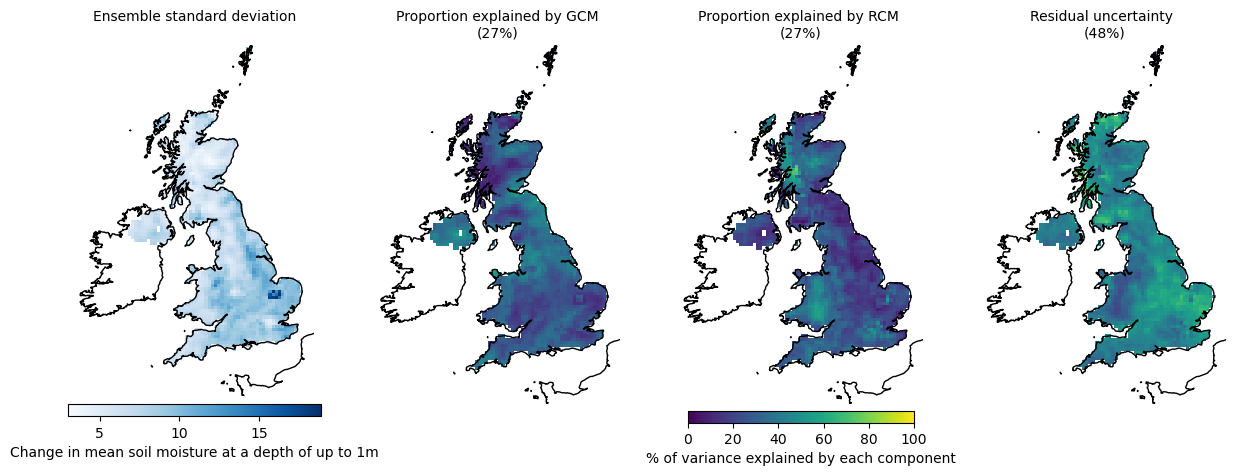 Ensemble standard deviation
Proportion explained by GCM
(27%)
Proportion explained by RCM
(27%)
Residual uncertainty
(48%)
5 10 15
Change in mean soil moisture at a depth of up to 1m
0 20 40 60 80 100
% of variance explained by each component